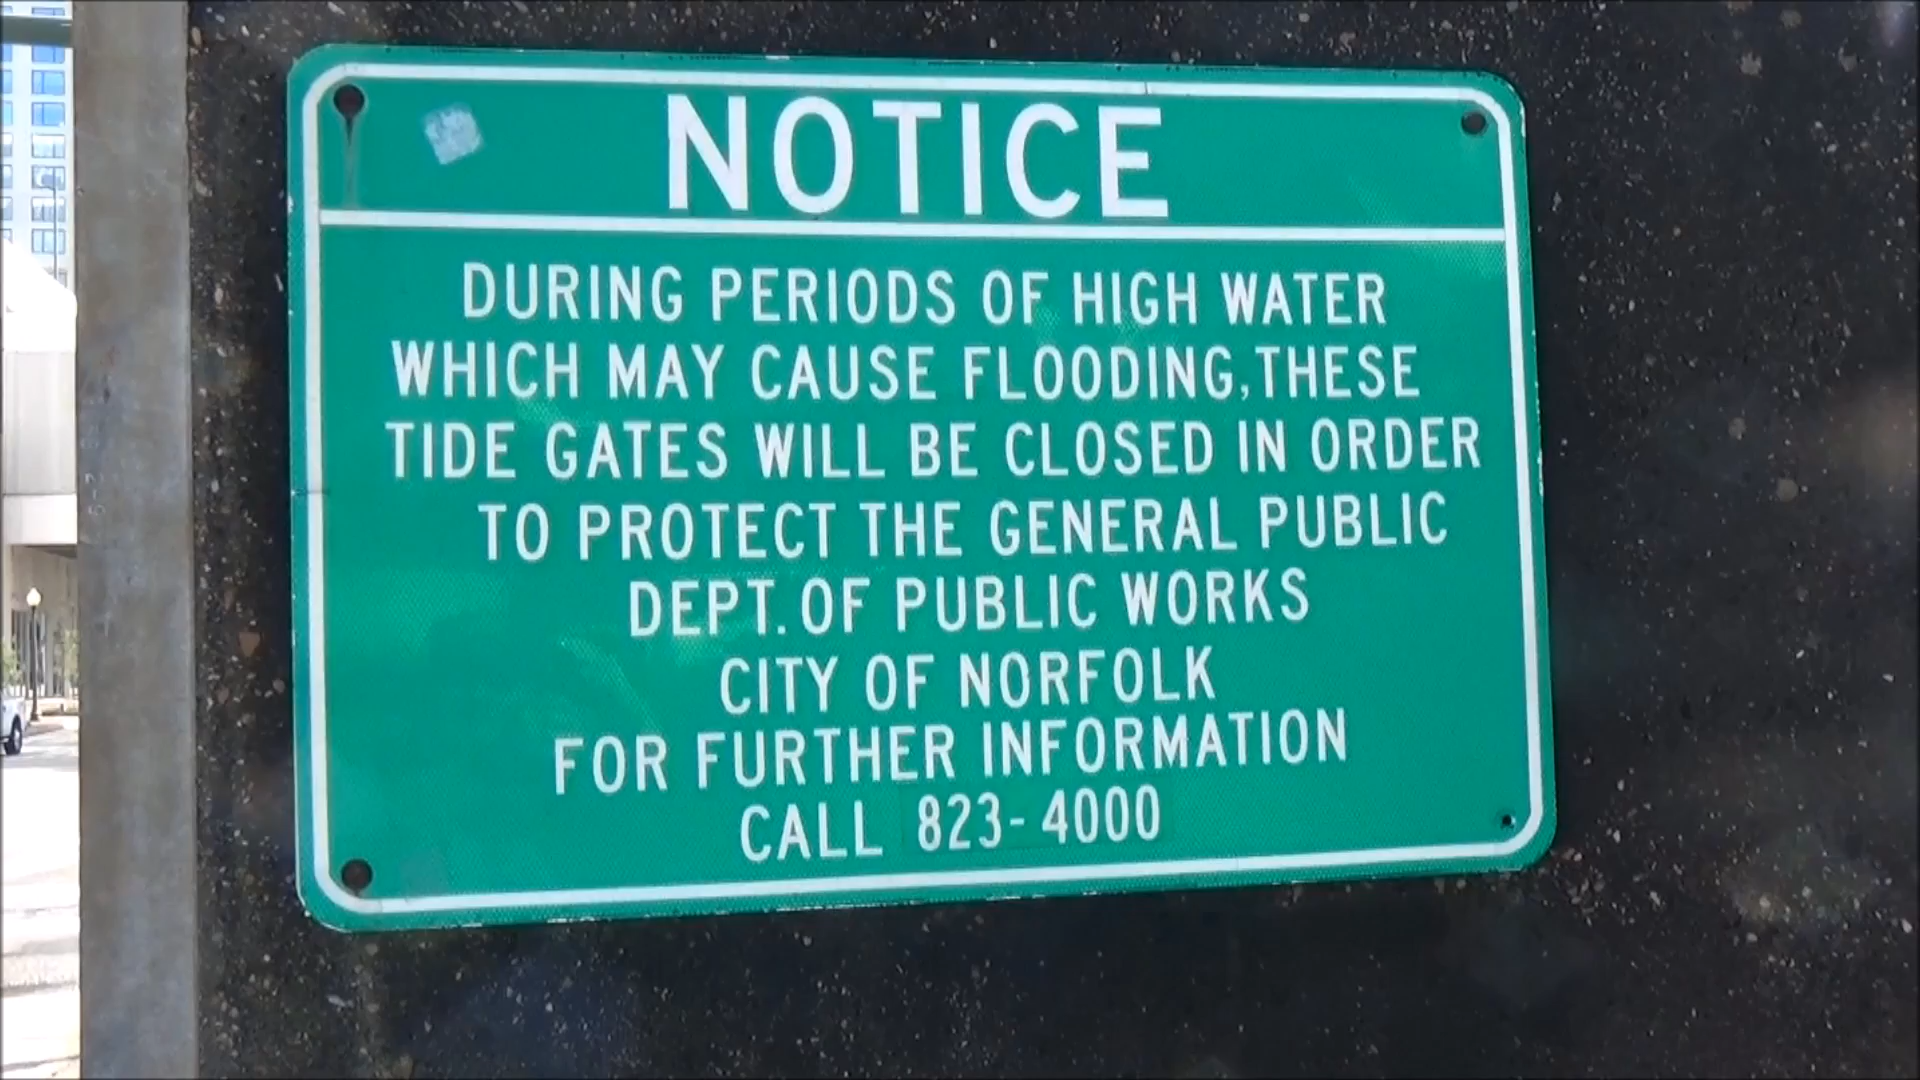 NOTICE
DURING PERIODS OF HIGH WATER
WHICH MAY CAUSE FLOODING, THESE
TIDE GATES WILL BE CLOSED IN ORDER
TO PROTECT THE GENERAL PUBLIC
DEPT. OF PUBLIC WORKS
CITY OF NORFOLK
FOR FURTHER INFORMATION
CALL 823-4000